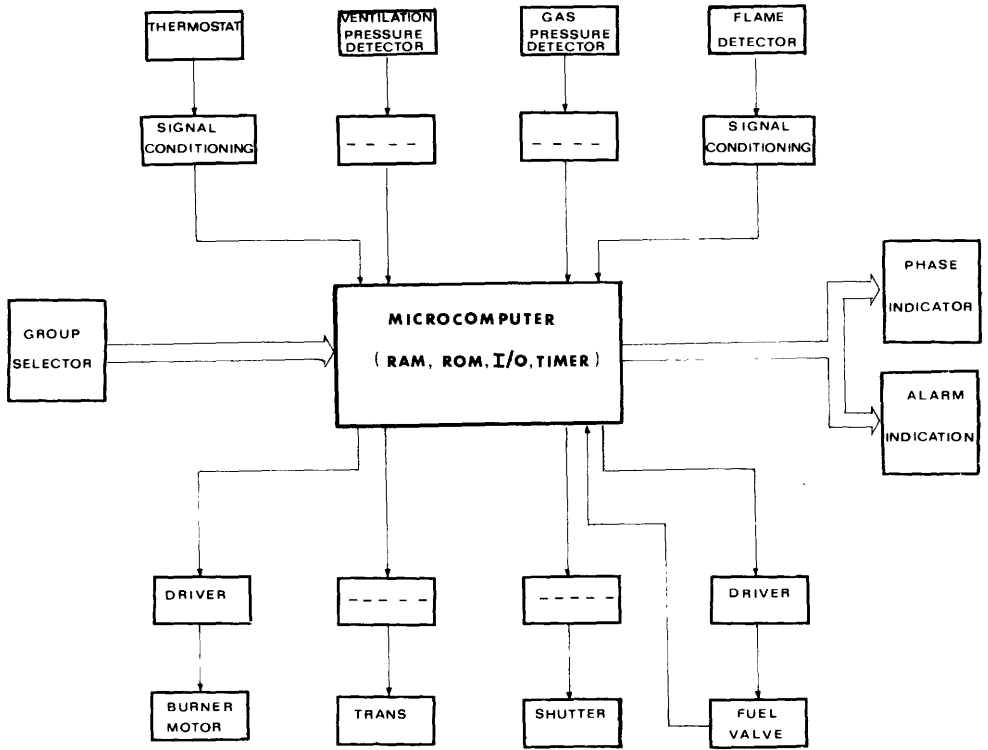 THERMOSTAT
VENTILATION
PRESSURE
DETECTOR
GAS
PRESSURE
DETECTOR
FLAME
DETECTOR
SIGNAL
CONDITIONING
- - - -
- - - -
SIGNAL
CONDITIONING
GROUP
SELECTOR
MICROCOMPUTER
( RAM, ROM, I/O, TIMER )
PHASE
INDICATOR
ALARM
INDICATION
DRIVER
- - - - -
- - - - -
DRIVER
BURNER
MOTOR
TRANS
SHUTTER
FUEL
VALVE